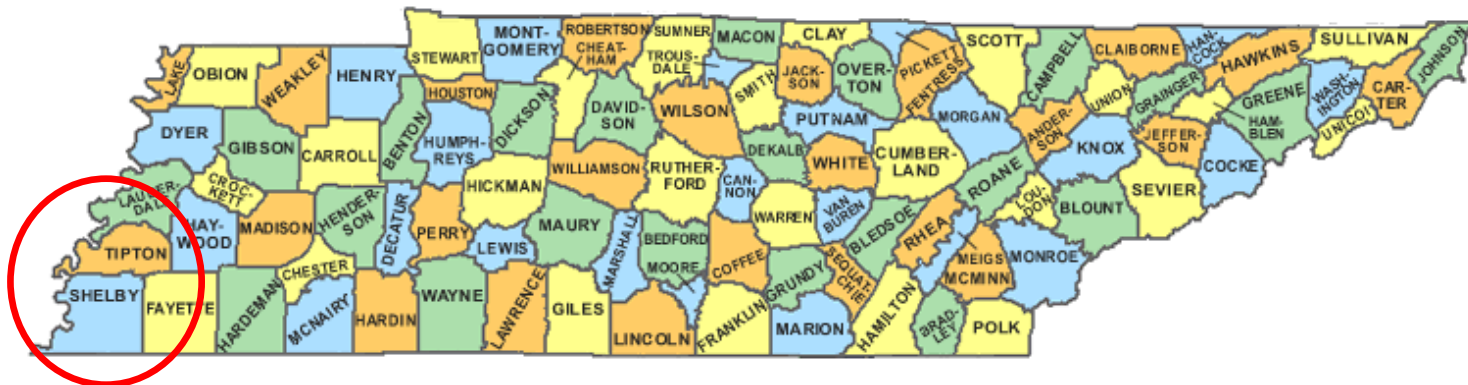 LAKE
OBION
WEAKLEY
HENRY
STEWART
MONT-
GOMERY
ROBERTSON
CHEAT-
HAM
SUMNER
TROUS-
DALE
MACON
CLAY
PICKETT
SCOTT
CAMPBELL
CLAIBORNE
HAN-
COCK
HAWKINS
SULLIVAN
JOHNSON
DYER
GIBSON
CARROLL
BENTON
HOUSTON
HUMPH-
REYS
DICKSON
DAVID-
SON
WILSON
SMITH
JACK-
SON
OVER-
TON
PUTNAM
FENTRESS
MORGAN
ANDER-
SON
UNION
GRAINGER
HAM-
BLEN
GREENE
WASH-
INGTON
UNICOI
CAR-
TER
LAUDER-
DALE
CROC-
KETT
HAY-
WOOD
MADISON
HENDER-
SON
DECATUR
PERRY
HICKMAN
LEWIS
WILLIAMSON
MAURY
RUTHER-
FORD
CAN-
NON
DEKALB
WARREN
WHITE
VAN
BUREN
CUMBER-
LAND
BLEDSOE
RHEA
ROANE
LOU-
DON
KNOX
JEFFER-
SON
BLOUNT
SEVIER
COCKE
TIPTON
SHELBY
FAYETTE
HARDEMAN
CHESTER
MCNAIRY
HARDIN
WAYNE
LAWRENCE
GILES
MARSHALL
BEDFORD
MOORE
LINCOLN
COFFEE
FRANKLIN
GRUNDY
SEQUAT-
CHIE
MARION
HAMILTON
MEIGS
MCMINN
BRAD-
LEY
POLK
MONROE